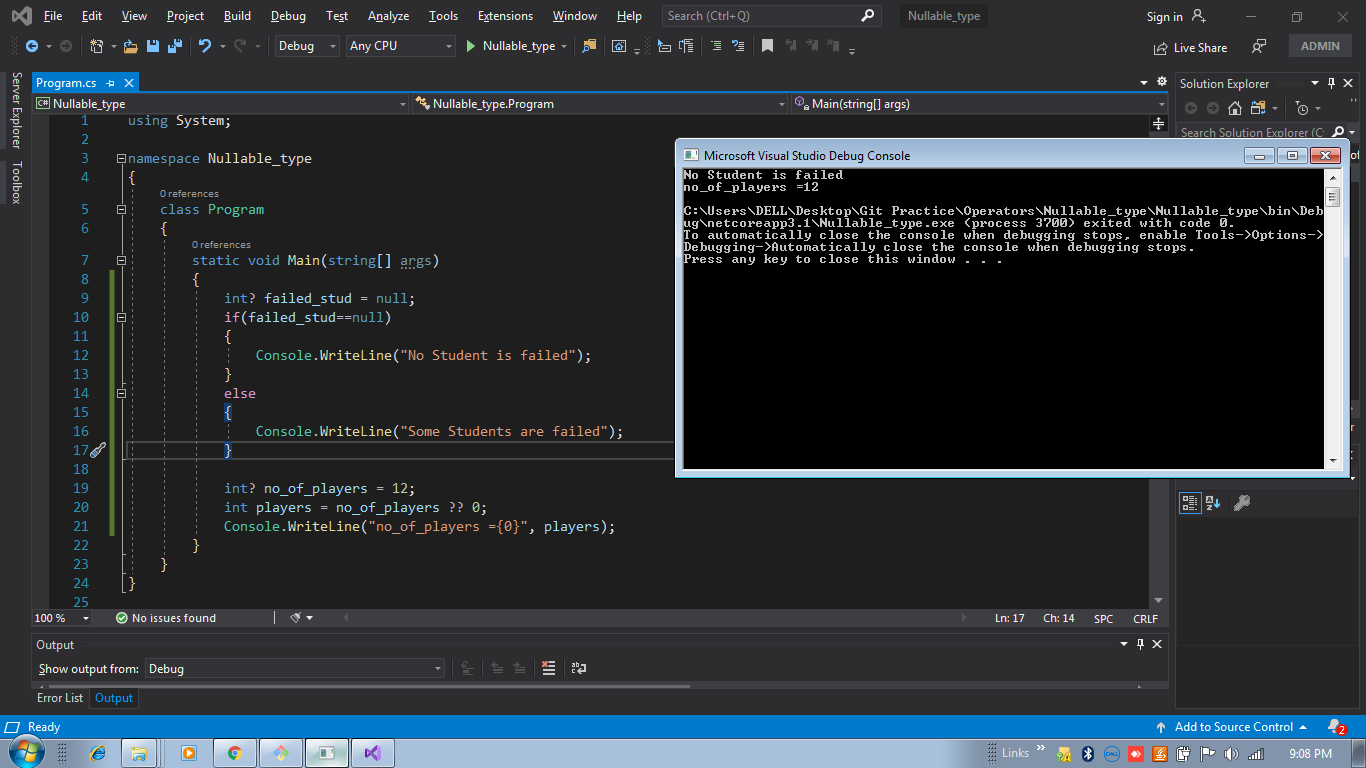 File Edit View Project Build Debug Test Analyze Tools Extensions Window Help Search (Ctrl+Q) Nullable_type Sign in
Debug Any CPU Nullable_type Live Share ADMIN
Server Explorer
Toolbox
Program.cs
Nullable_type Nullable_type.Program Main(string[] args)
1 using System;
2
3 namespace Nullable_type
4 {
0 references
5 class Program
6 {
0 references
7 static void Main(string[] args)
8 {
9 int? failed_stud = null;
10 if(failed_stud==null)
11 {
12 Console.WriteLine("No Student is failed");
13 }
14 else
15 {
16 Console.WriteLine("Some Students are failed");
17 }
18
19 int? no_of_players = 12;
20 int players = no_of_players ?? 0;
21 Console.WriteLine("no_of_players ={0}", players);
22 }
23 }
24 }
25
100 % No issues found Ln: 17 Ch: 14 SPC CRLF
Solution Explorer
Search Solution Explorer (C
Microsoft Visual Studio Debug Console
No Student is failed
no_of_players =12
C:\Users\DELL\Desktop\Git Practice\Operators\Nullable_type\Nullable_type\bin\Deb
ug\netcoreapp3.1\Nullable_type.exe (process 3700) exited with code 0.
To automatically close the console when debugging stops, enable Tools->Options->
Debugging->Automatically close the console when debugging stops.
Press any key to close this window . . .
Output
Show output from: Debug
Error List Output
Ready Add to Source Control 2
Links 9:08 PM